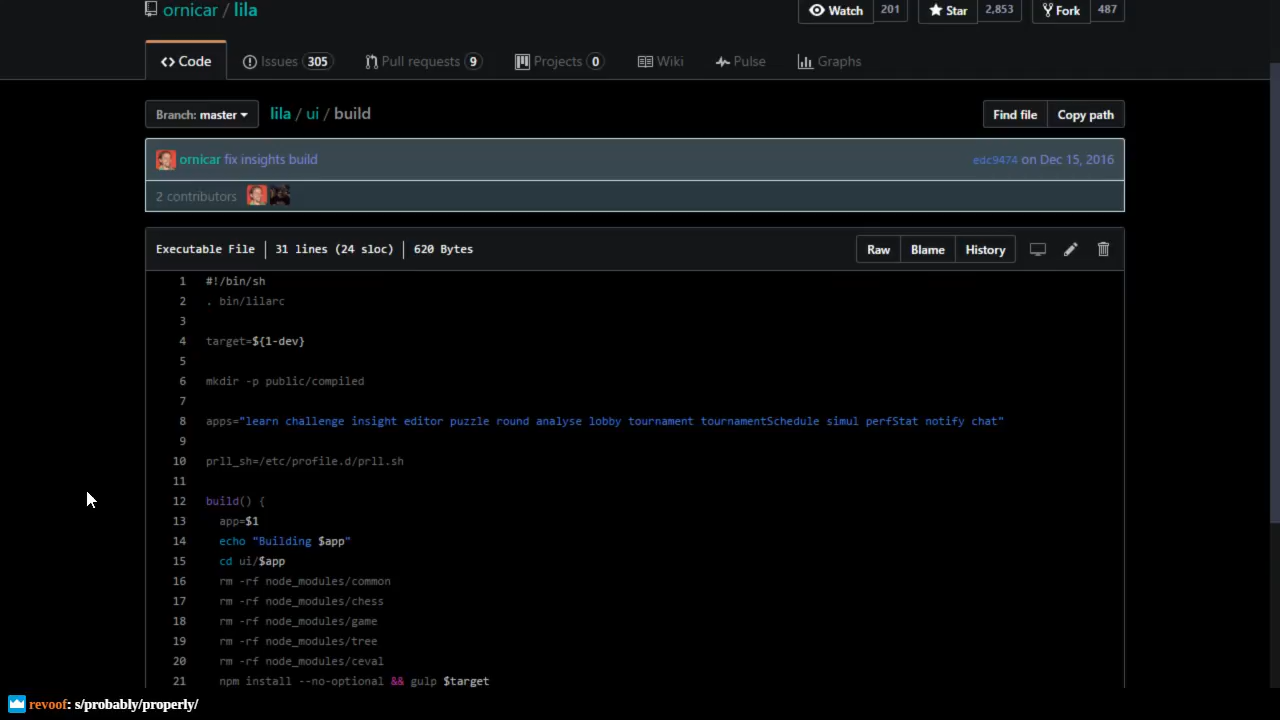 ornicar / lila
Watch 201 Star 2,853 Fork 487
Code Issues 305 Pull requests 9 Projects 0 Wiki Pulse Graphs
Branch: master lila / ui / build Find file Copy path
ornicar fix insights build edc9474 on Dec 15, 2016
2 contributors
Executable File 31 lines (24 sloc) 620 Bytes Raw Blame History
1 #!/bin/sh
2 . bin/lilarc
3
4 target=${1-dev}
5
6 mkdir -p public/compiled
7
8 apps="learn challenge insight editor puzzle round analyse lobby tournament tournamentSchedule simul perfStat notify chat"
9
10 prll_sh=/etc/profile.d/prll.sh
11
12 build() {
13 app=$1
14 echo "Building $app"
15 cd ui/$app
16 rm -rf node_modules/common
17 rm -rf node_modules/chess
18 rm -rf node_modules/game
19 rm -rf node_modules/tree
20 rm -rf node_modules/ceval
21 npm install --no-optional && gulp $target
revoof: s/probably/properly/